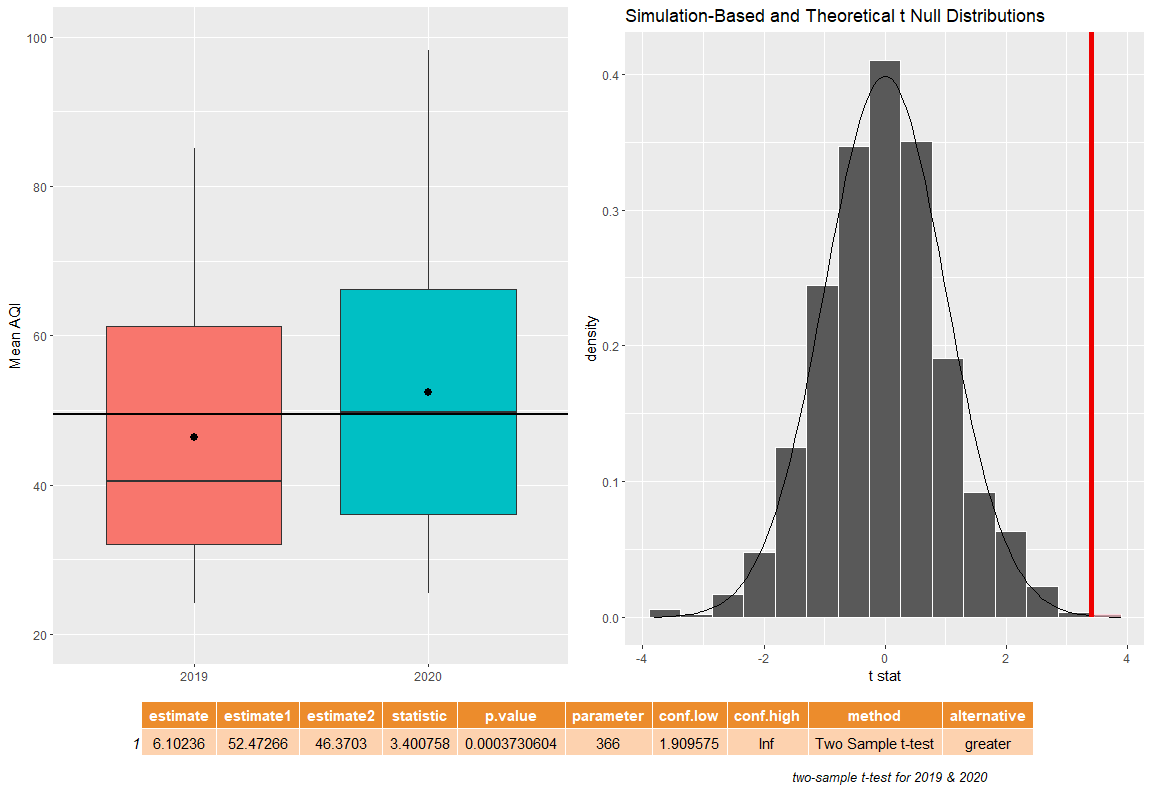 Simulation-Based and Theoretical t Null Distributions
Mean AQI
100
80
60
40
20
2019 2020
density
0.4
0.3
0.2
0.1
0.0
-4 -2 0 2 4
t stat
estimate estimate1 estimate2 statistic p.value parameter conf.low conf.high method alternative
1 6.10236 52.47266 46.3703 3.400758 0.0003730604 366 1.909575 Inf Two Sample t-test greater
two-sample t-test for 2019 & 2020